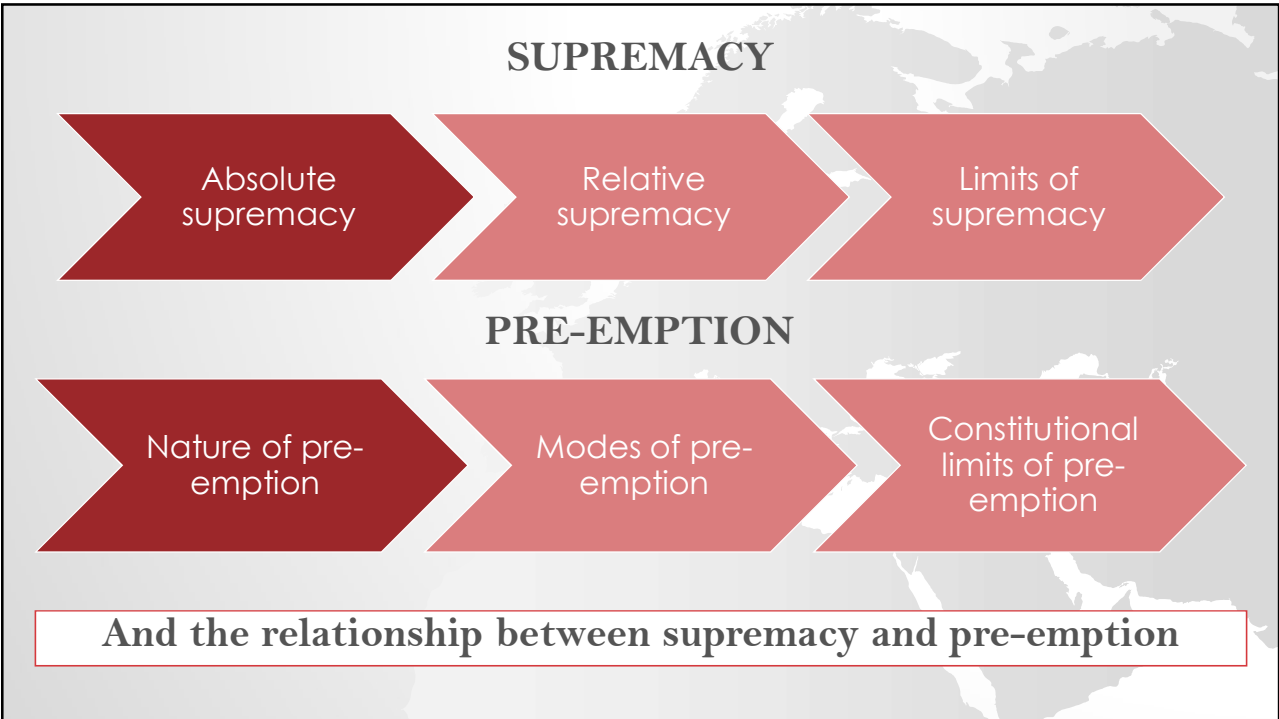 SUPREMACY
Absolute
supremacy
Relative
supremacy
Limits of
supremacy
PRE-EMPTION
Nature of pre-
emption
Modes of pre-
emption
Constitutional
limits of pre-
emption
And the relationship between supremacy and pre-emption